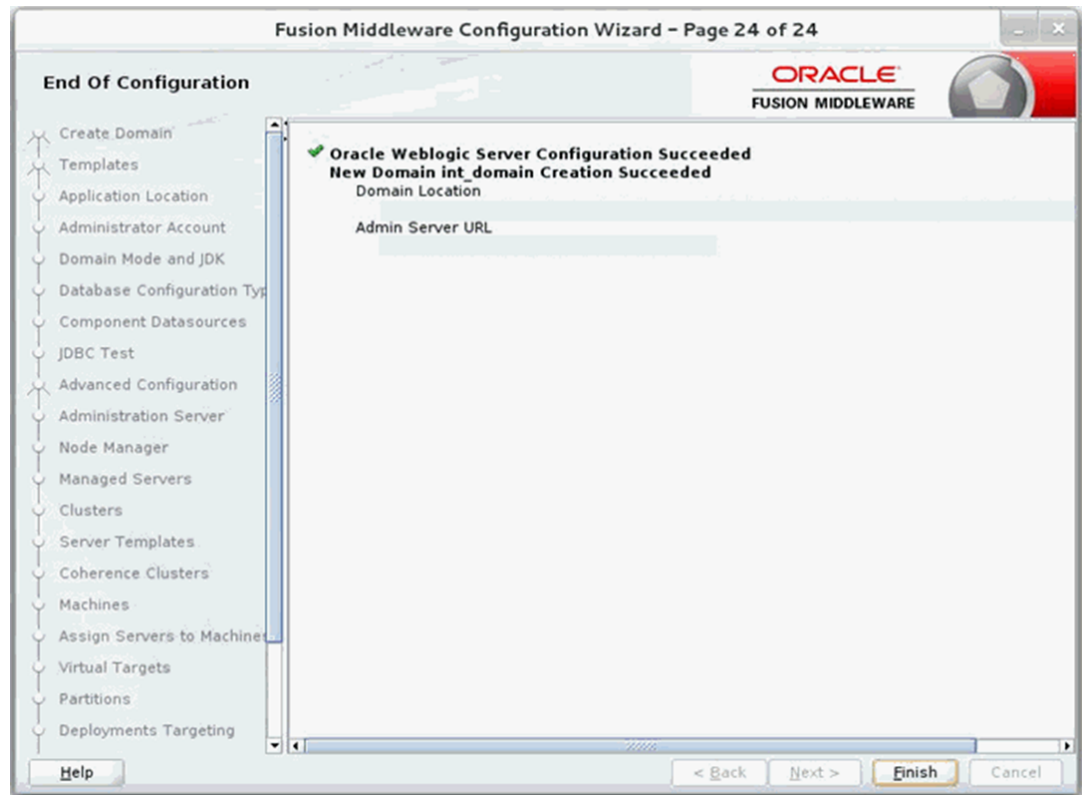 Fusion Middleware Configuration Wizard – Page 24 of 24
End Of Configuration
ORACLE
FUSION MIDDLEWARE
Create Domain
Templates
Application Location
Administrator Account
Domain Mode and JDK
Database Configuration Typ
Component Datasources
JDBC Test
Advanced Configuration
Administration Server
Node Manager
Managed Servers
Clusters
Server Templates
Coherence Clusters
Machines
Assign Servers to Machines
Virtual Targets
Partitions
Deployments Targeting
Oracle Weblogic Server Configuration Succeeded
New Domain int_domain Creation Succeeded
Domain Location
Admin Server URL
Help
< Back
Next >
Finish
Cancel